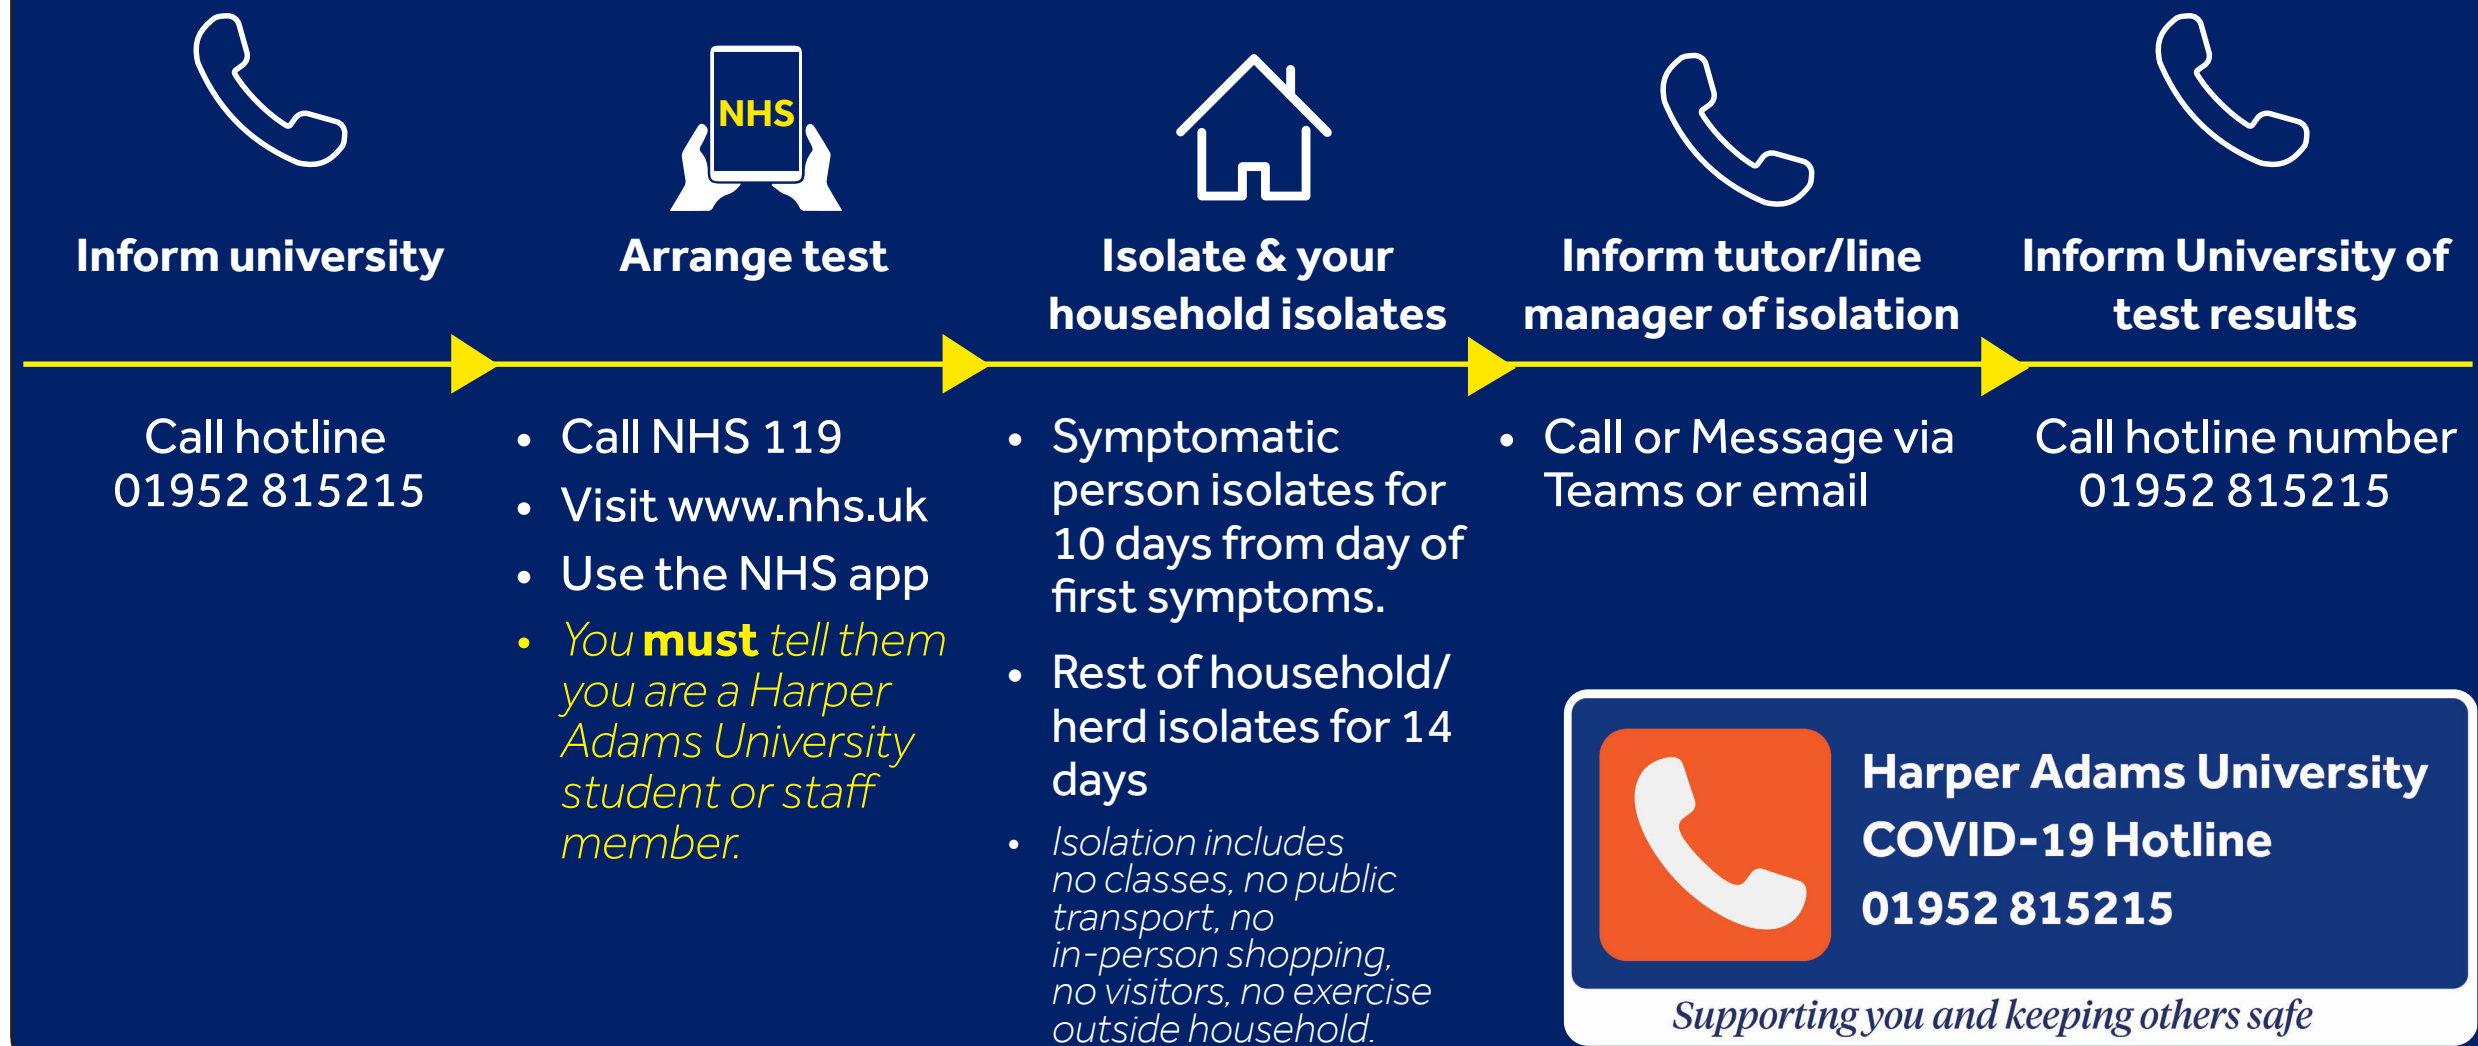 NHS
Inform university
Call hotline
01952 815215
Arrange test
• Call NHS 119
• Visit www.nhs.uk
• Use the NHS app
• You must tell them
you are a Harper
Adams University
student or staff
member.
Isolate & your
household isolates
• Symptomatic
person isolates for
10 days from day of
first symptoms.
• Rest of household/
herd isolates for 14
days
• Isolation includes
no classes, no public
transport, no
in-person shopping,
no visitors, no exercise
outside household.
Inform tutor/line
manager of isolation
• Call or Message via
Teams or email
Inform University of
test results
Call hotline number
01952 815215
Harper Adams University
COVID-19 Hotline
01952 815215
Supporting you and keeping others safe